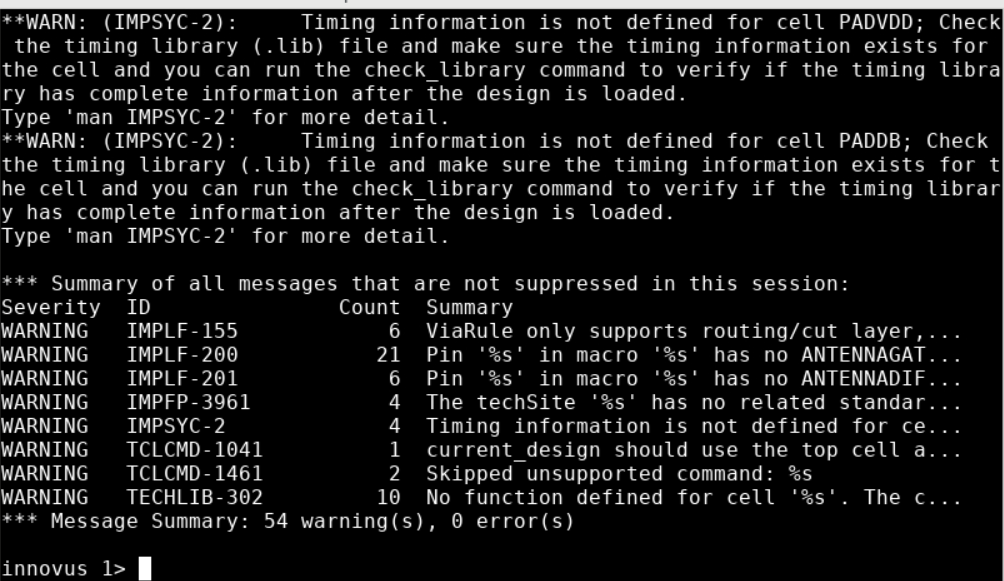 **WARN: (IMPSYC-2):    Timing information is not defined for cell PADVDD; Check
 the timing library (.lib) file and make sure the timing information exists for
the cell and you can run the check_library command to verify if the timing libra
ry has complete information after the design is loaded.
Type 'man IMPSYC-2' for more detail.
**WARN: (IMPSYC-2):    Timing information is not defined for cell PADDB; Check
the timing library (.lib) file and make sure the timing information exists for t
he cell and you can run the check_library command to verify if the timing librar
y has complete information after the design is loaded.
Type 'man IMPSYC-2' for more detail.

*** Summary of all messages that are not suppressed in this session:
Severity  ID               Count  Summary
WARNING   IMPLF-155            6  ViaRule only supports routing/cut layer,...
WARNING   IMPLF-200           21  Pin '%s' in macro '%s' has no ANTENNAGAT...
WARNING   IMPLF-201            6  Pin '%s' in macro '%s' has no ANTENNADIF...
WARNING   IMPFP-3961           4  The techSite '%s' has no related standar...
WARNING   IMPSYC-2             4  Timing information is not defined for ce...
WARNING   TCLCMD-1041          1  current_design should use the top cell a...
WARNING   TCLCMD-1461          2  Skipped unsupported command: %s
WARNING   TECHLIB-302         10  No function defined for cell '%s'. The c...
*** Message Summary: 54 warning(s), 0 error(s)

innovus 1>